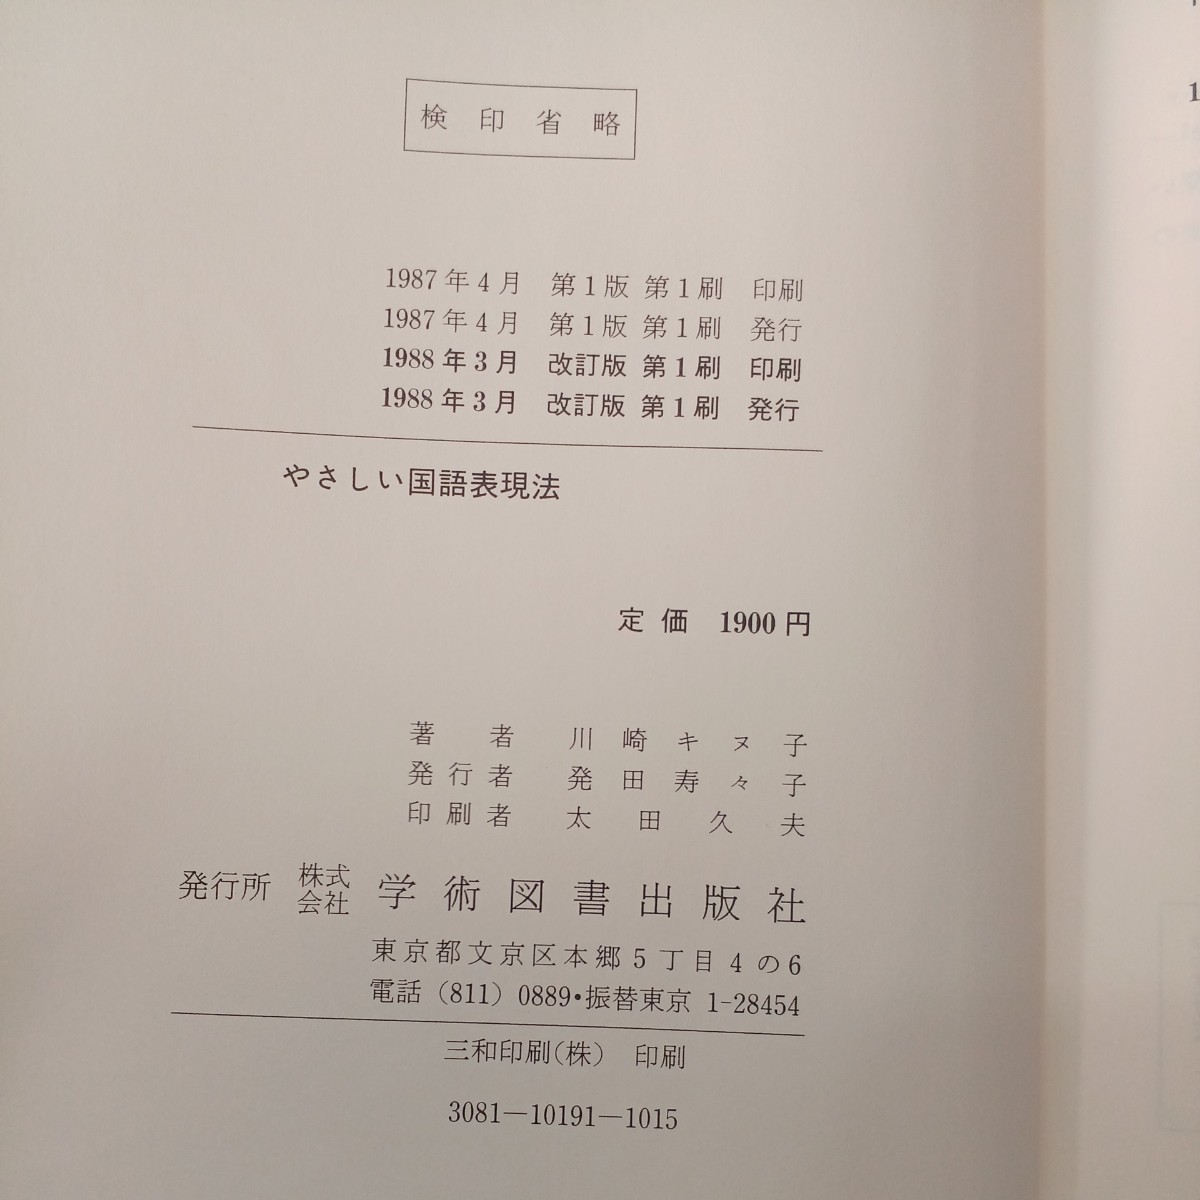 検印省略
1987年4月 第1版 第1刷 印刷
1987年4月 第1版 第1刷 発行
1988年3月 改訂版 第1刷 印刷
1988年3月 改訂版 第1刷 発行
やさしい国語表現法
定価 1900円
著者 川崎キヌ子
発行者 発田寿々子
印刷者 太田久夫
発行所 株式会社 学術図書出版社
東京都文京区本郷5丁目4の6
電話(811)0889・振替東京 1-28454
三和印刷(株) 印刷
3081—10191—1015